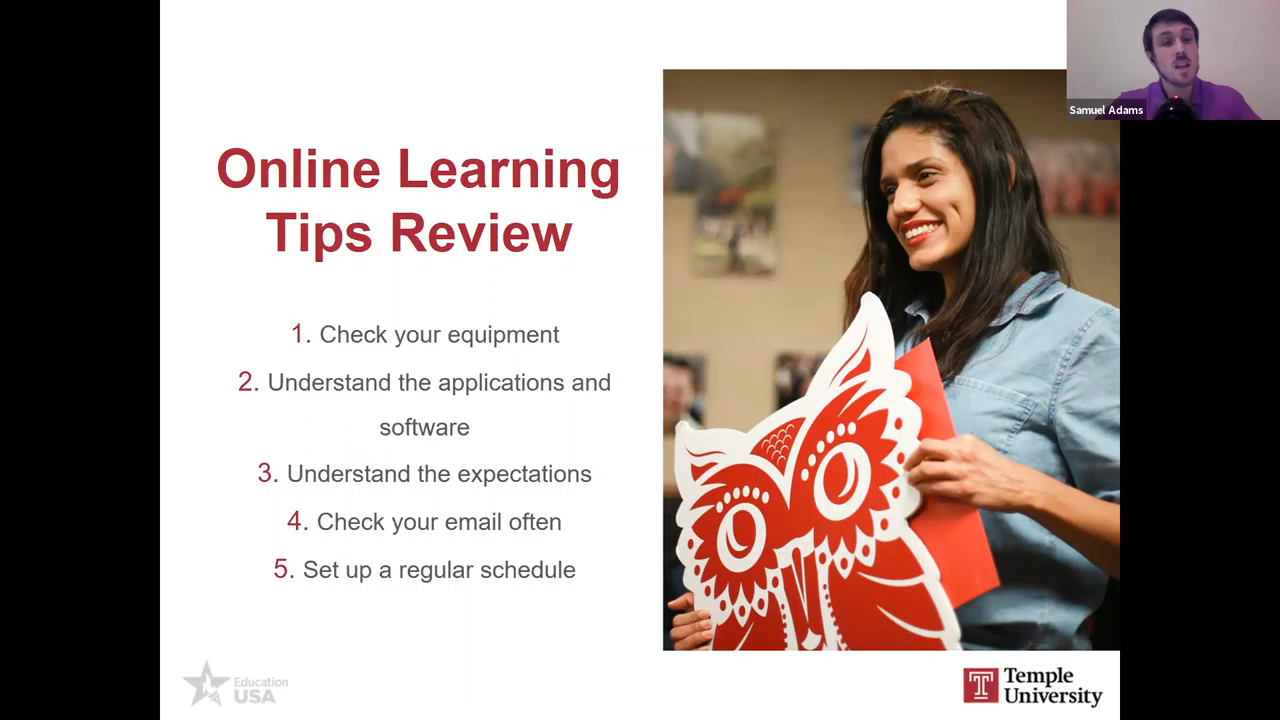 Samuel Adams
Online Learning
Tips Review
1. Check your equipment
2. Understand the applications and
software
3. Understand the expectations
4. Check your email often
5. Set up a regular schedule
Education
USA
T
Temple
University